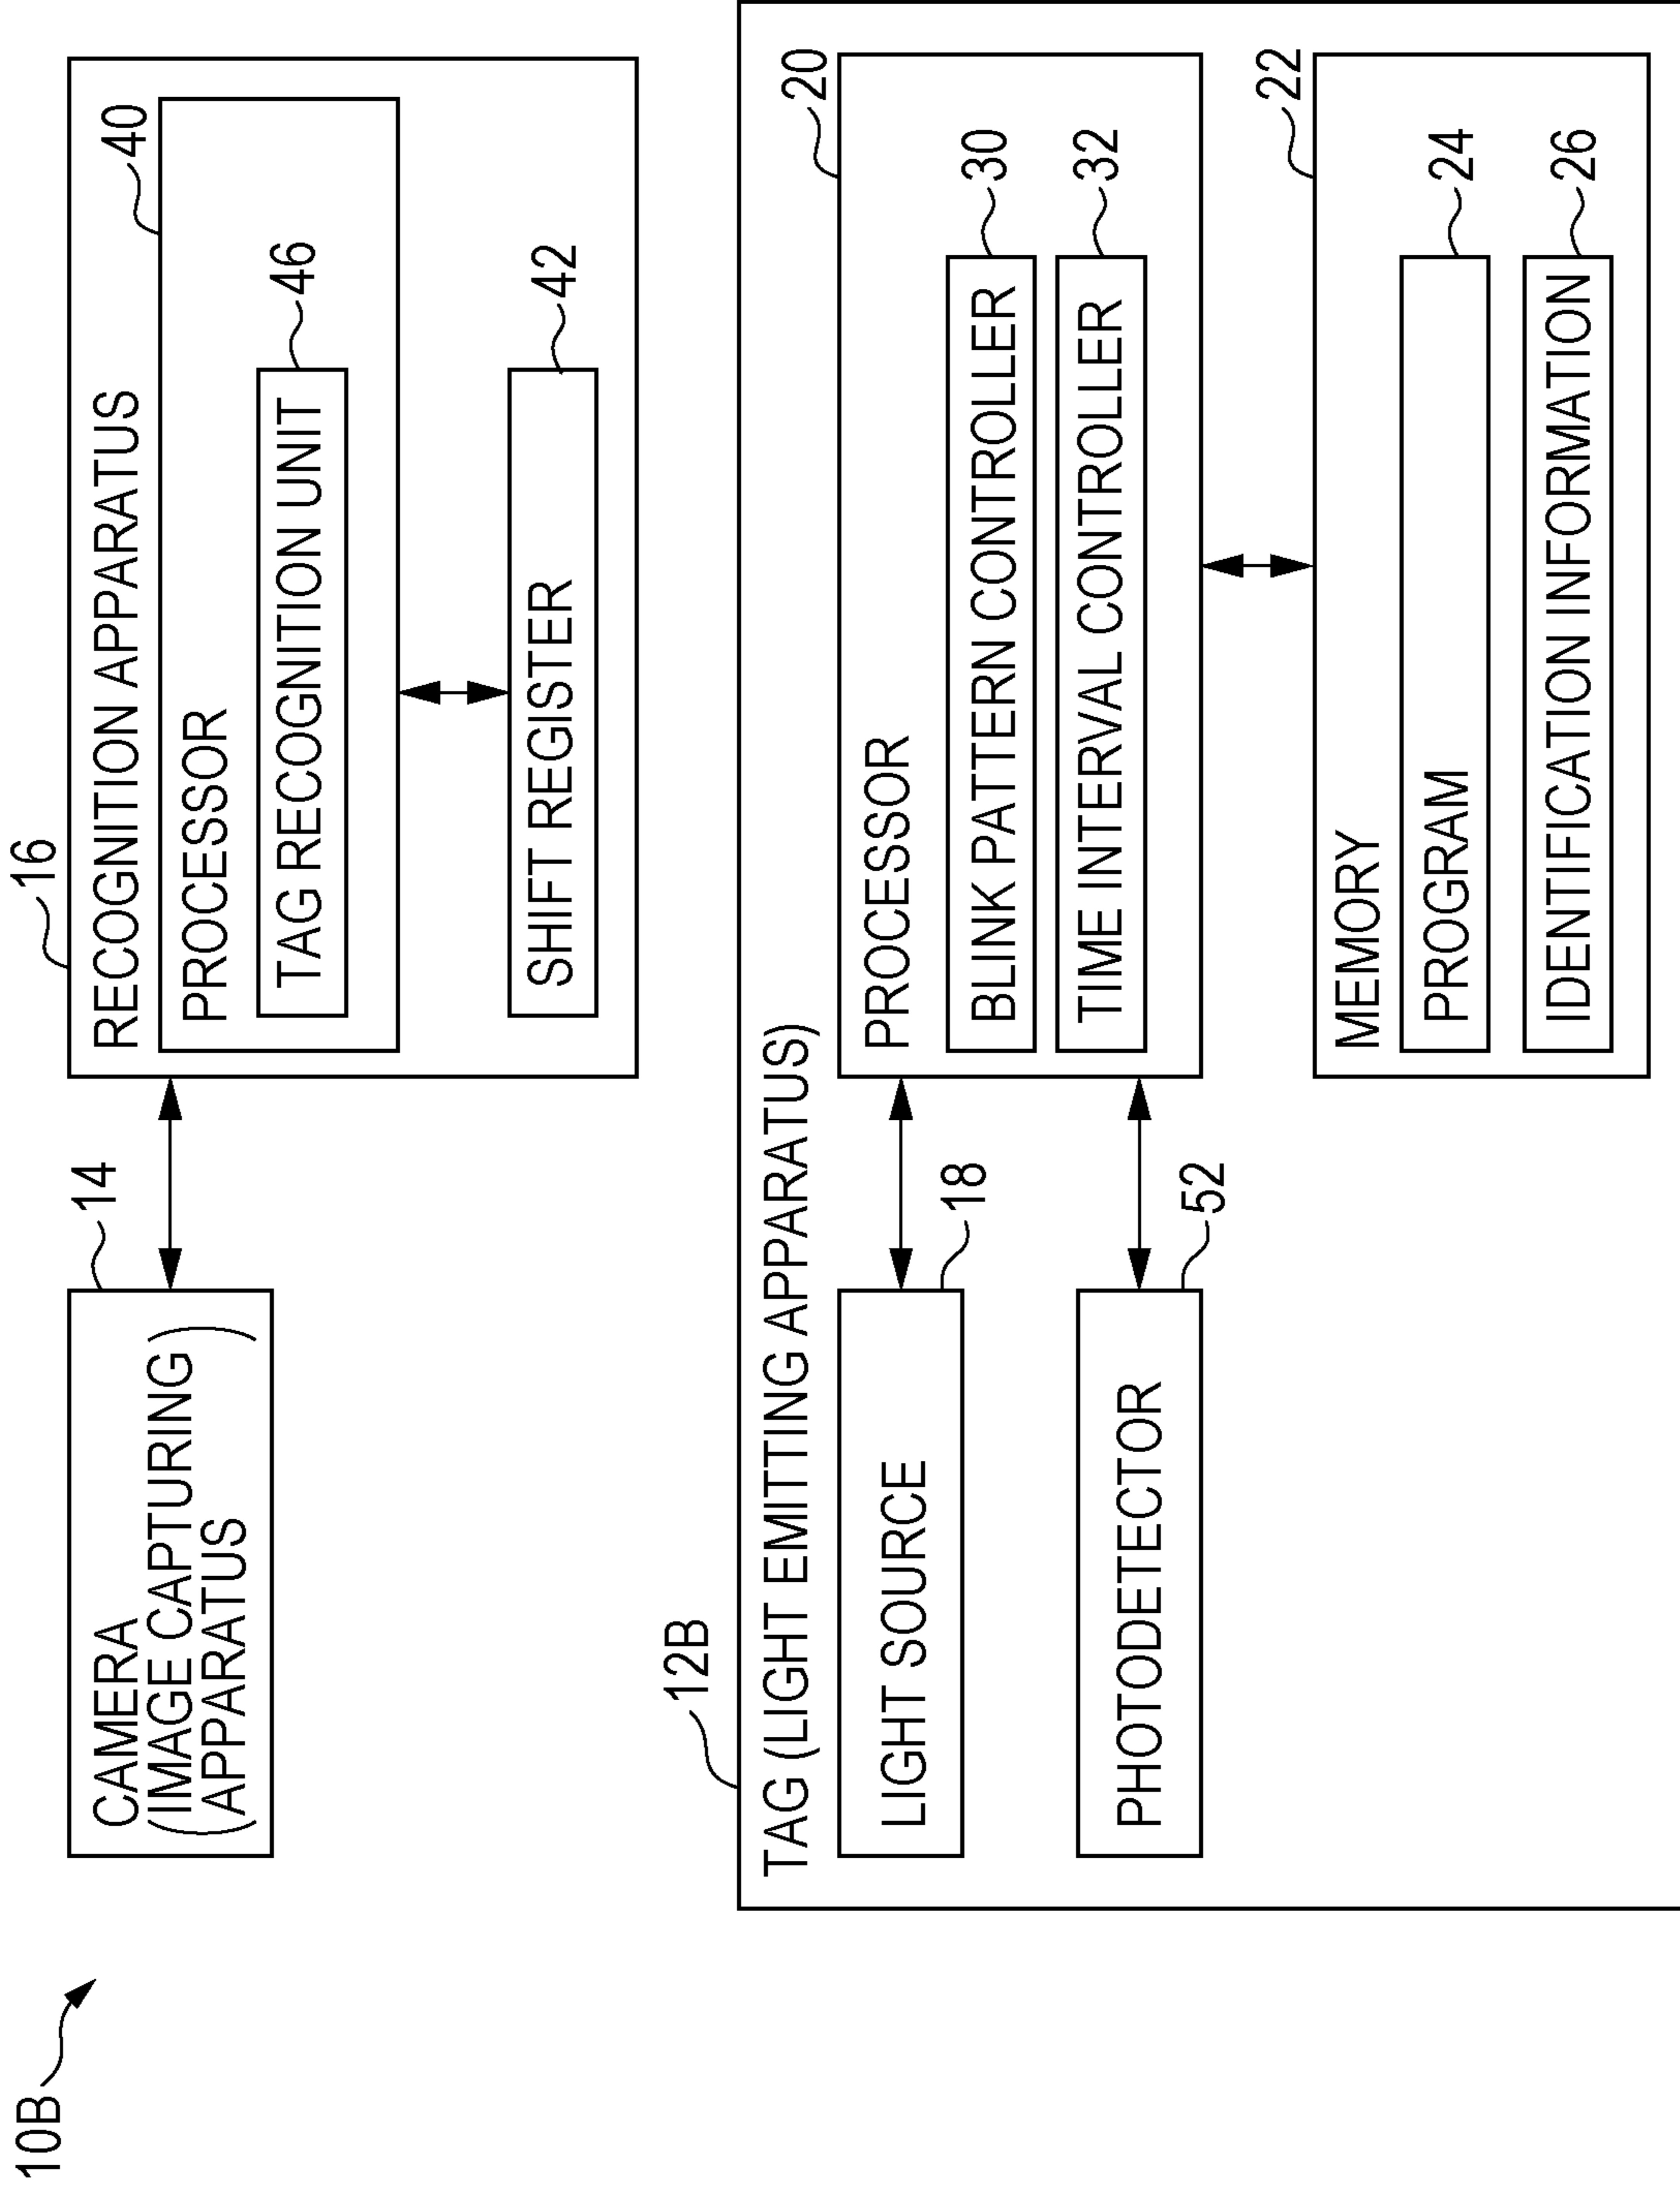 10B
14
CAMERA
(IMAGE CAPTURING
APPARATUS)
16
RECOGNITION APPARATUS
40
PROCESSOR
46
TAG RECOGNITION UNIT
42
SHIFT REGISTER
12B
TAG (LIGHT EMITTING APPARATUS)
LIGHT SOURCE
18
PHOTODETECTOR
52
20
PROCESSOR
30
BLINK PATTERN CONTROLLER
32
TIME INTERVAL CONTROLLER
22
MEMORY
24
PROGRAM
26
IDENTIFICATION INFORMATION